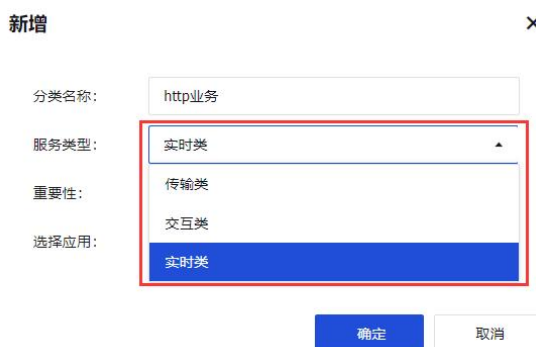 新增
分类名称： http业务
服务类型： 实时类
传输类
重要性：
交互类
选择应用：
实时类
确定 取消